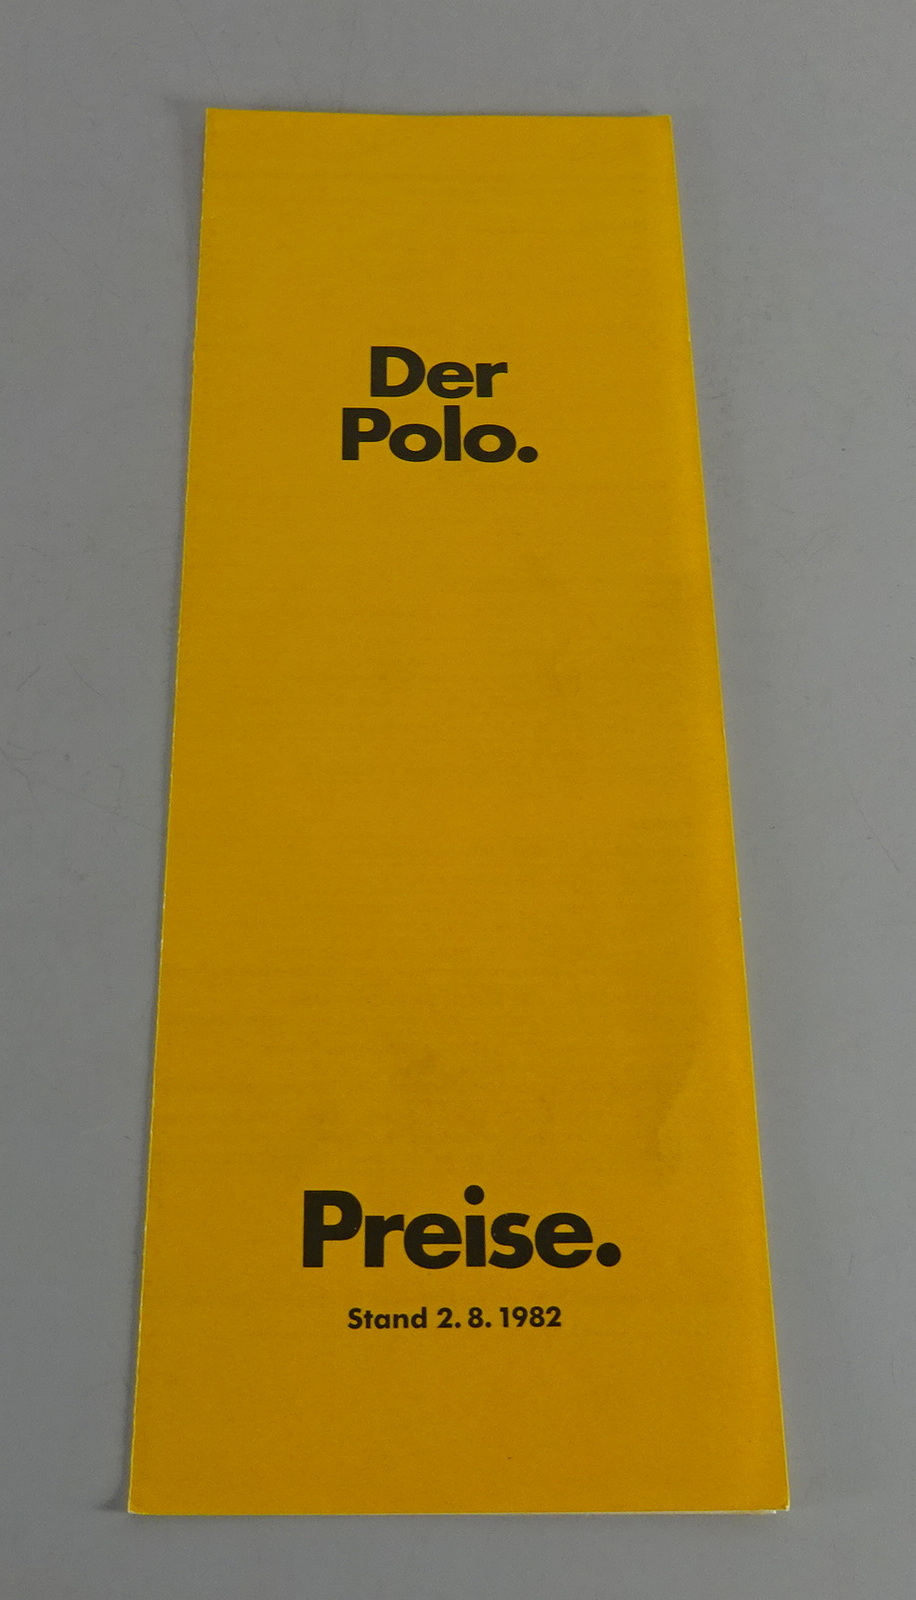 Der
Polo.
Preise.
Stand 2. 8. 1982